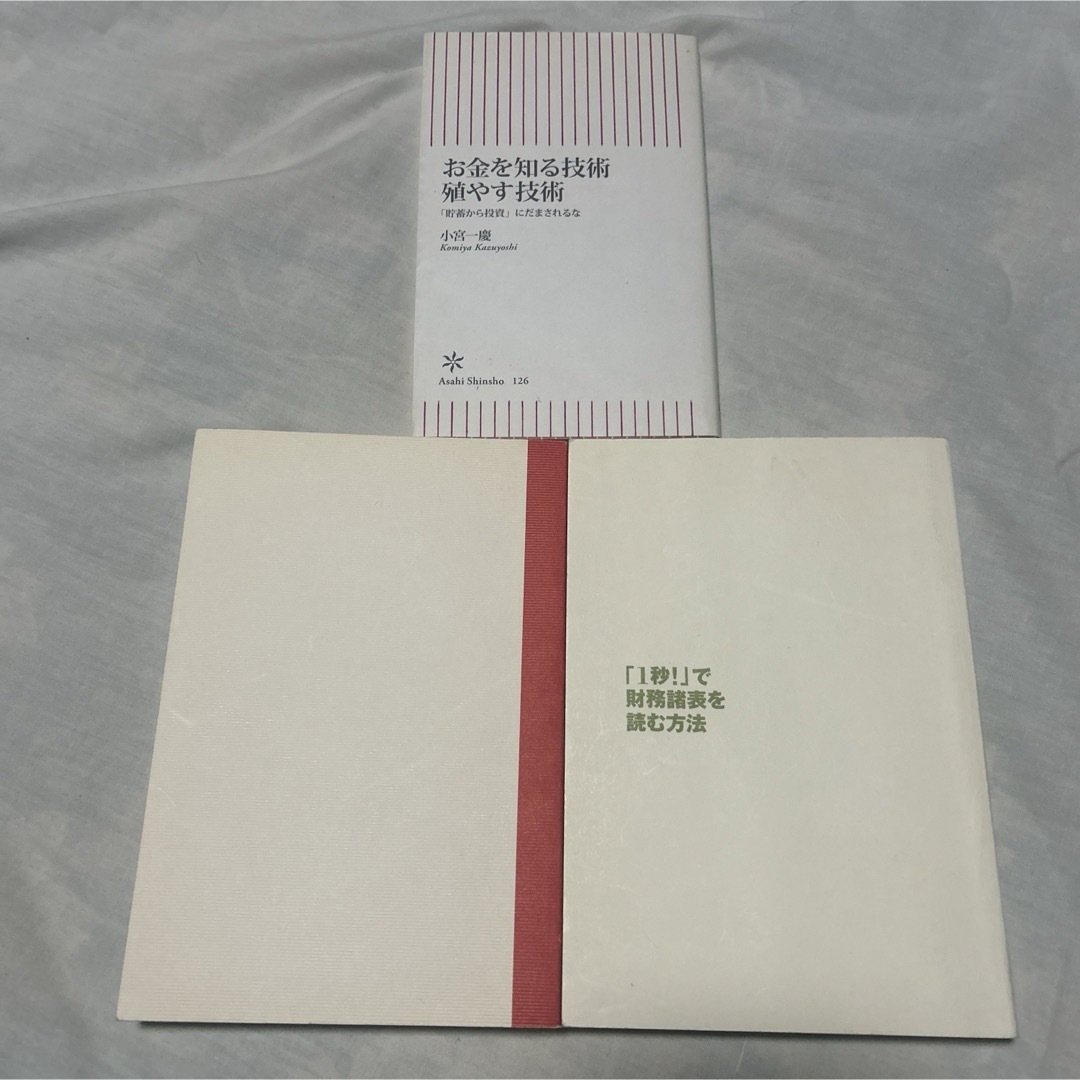 お金を知る技術
殖やす技術
「貯蓄から投資」にだまされるな
小宮一慶
Komiya Kazuyoshi
Asahi Shinsho 126
「1秒!」で
財務諸表を
読む方法